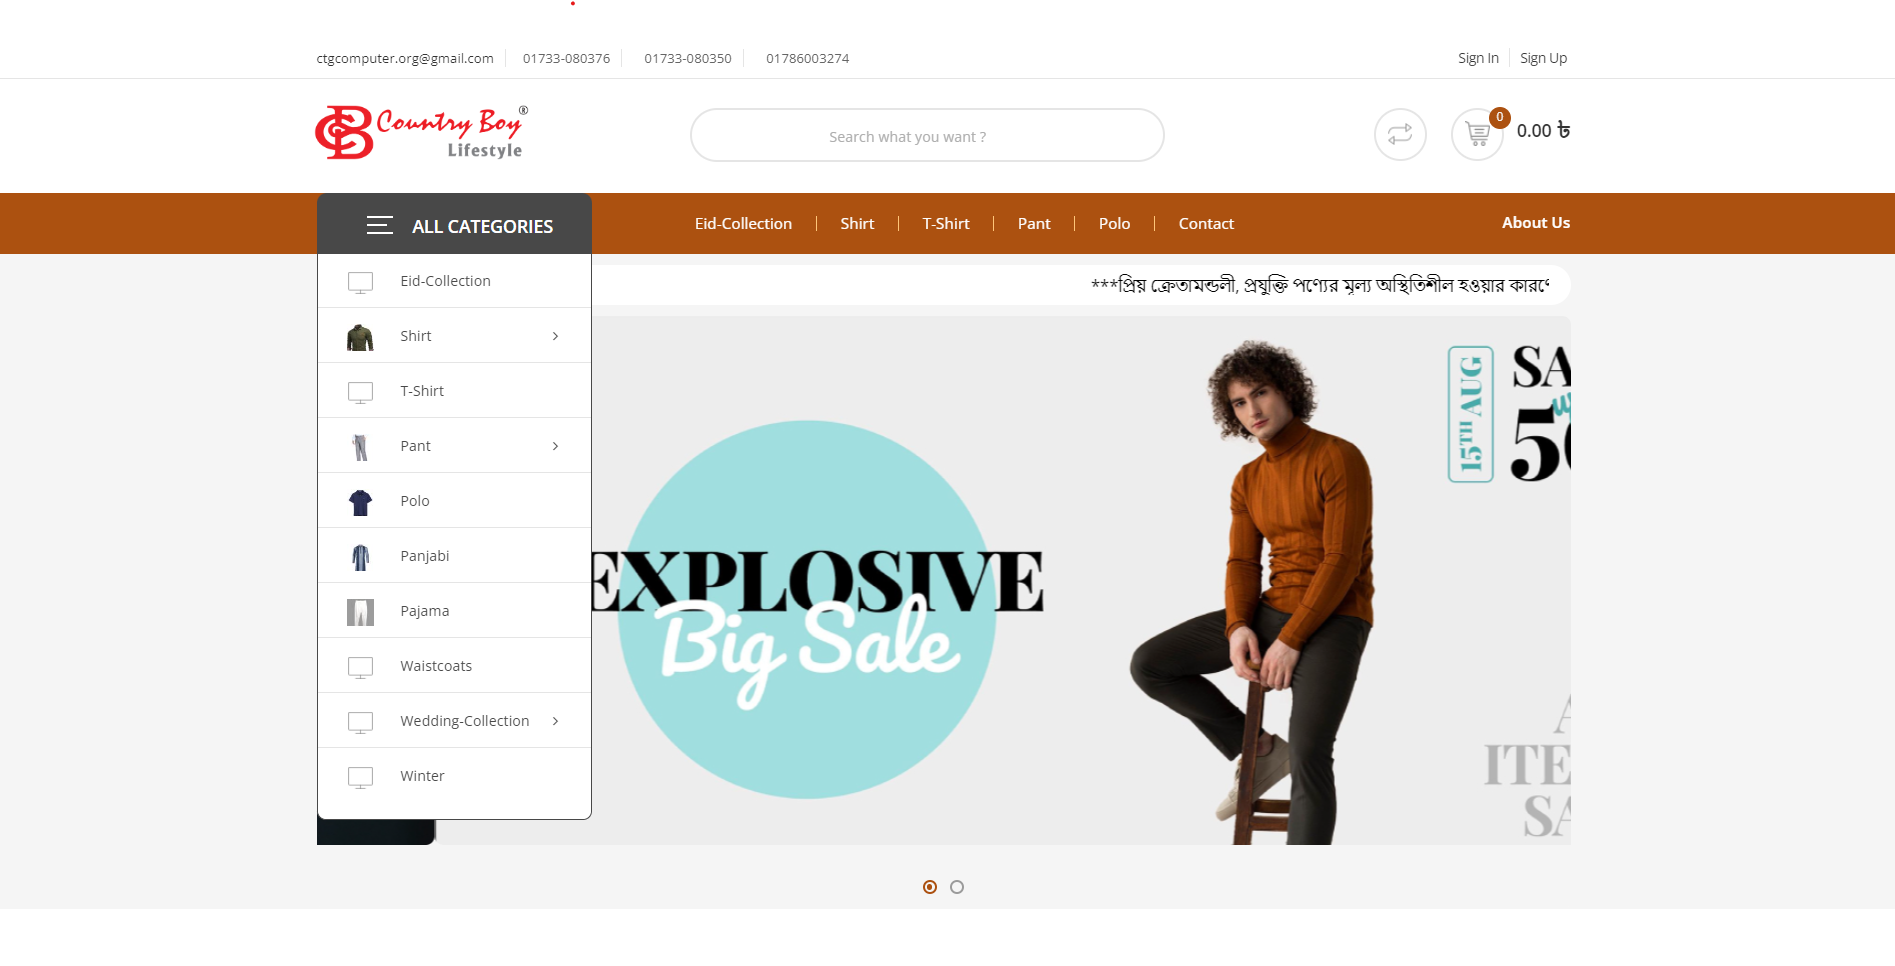 ctgcomputer.org@gmail.com 01733-080376 01733-080350 01786003274 Sign In Sign Up
CB Country Boy ®
Lifestyle
Search what you want ?
0
0.00 ৳
ALL CATEGORIES
Eid-Collection Shirt T-Shirt Pant Polo Contact About Us
***প্রিয় ক্রেতামন্ডলী, প্রযুক্তি পণ্যের মূল্য অস্থিতিশীল হওয়ার কারণে
Eid-Collection
Shirt
T-Shirt
Pant
Polo
Panjabi
Pajama
Waistcoats
Wedding-Collection
Winter
EXPLOSIVE
Big Sale
15TH AUG
SA
50
A
ITE
SA